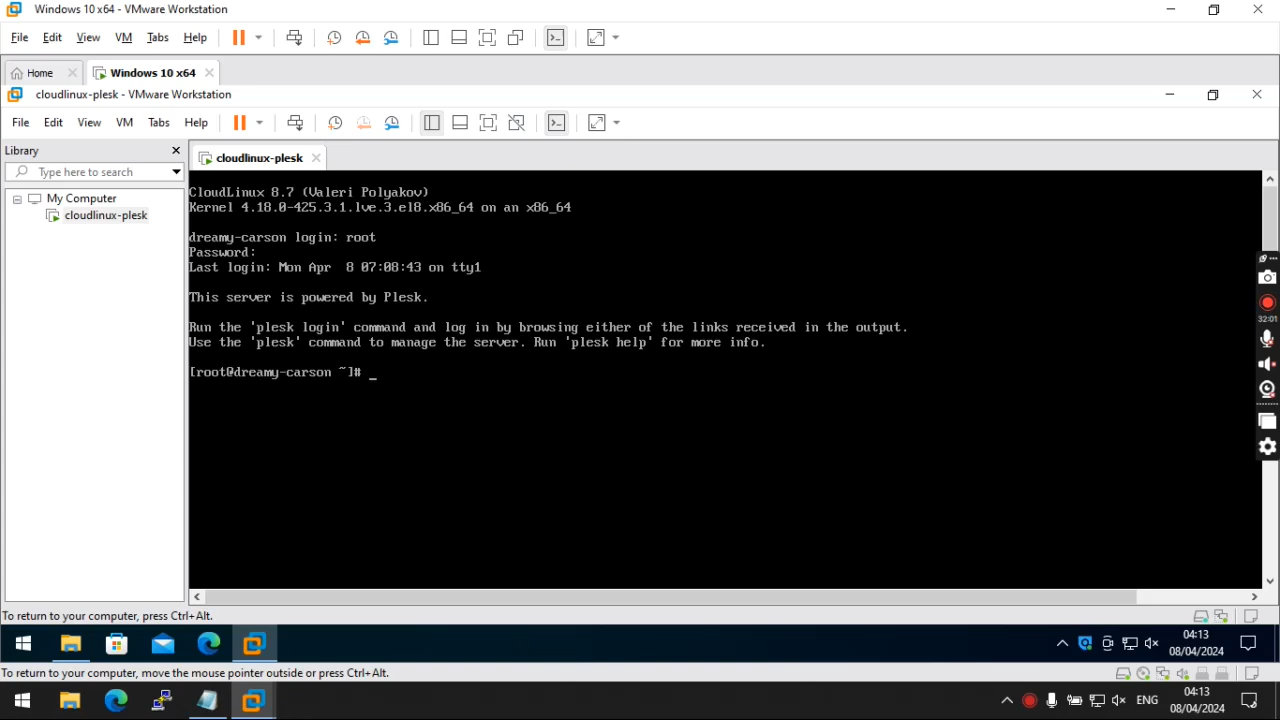 Windows 10 x64 - VMware Workstation
File Edit View VM Tabs Help
Home Windows 10 x64
cloudlinux-plesk - VMware Workstation
File Edit View VM Tabs Help
Library
Type here to search
My Computer
cloudlinux-plesk
cloudlinux-plesk
CloudLinux 8.7 (Valeri Polyakov)
Kernel 4.18.0-425.3.1.lve.3.el8.x86_64 on an x86_64
dreamy-carson login: root
Password:
Last login: Mon Apr  8 07:08:43 on tty1
This server is powered by Plesk.
Run the 'plesk login' command and log in by browsing either of the links received in the output.
Use the 'plesk' command to manage the server. Run 'plesk help' for more info.
[root@dreamy-carson ~]# _
32:01
To return to your computer, press Ctrl+Alt.
04:13
08/04/2024
To return to your computer, move the mouse pointer outside or press Ctrl+Alt.
ENG
04:13
08/04/2024